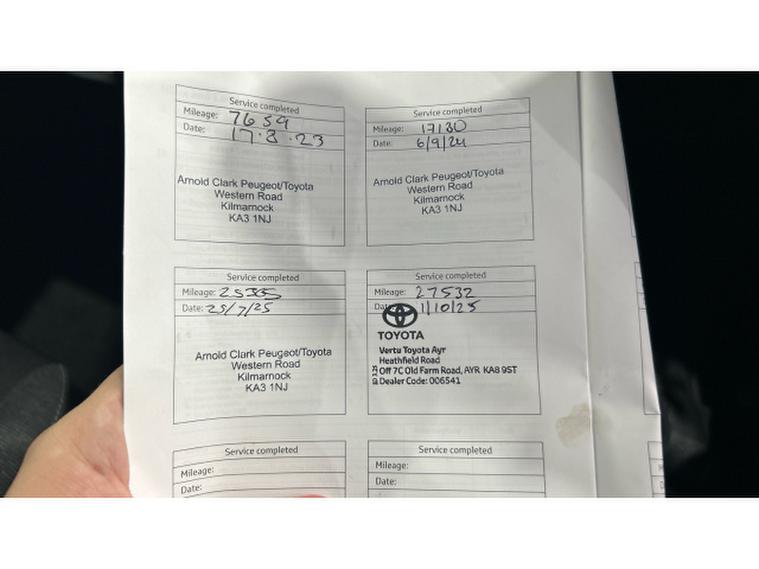 Service completed
Mileage: 7659
Date: 17.8.23
Arnold Clark Peugeot/Toyota
Western Road
Kilmarnock
KA3 1NJ
Service completed
Mileage: 17130
Date: 6/9/24
Arnold Clark Peugeot/Toyota
Western Road
Kilmarnock
KA3 1NJ
Service completed
Mileage: 25365
Date: 25/7/25
Arnold Clark Peugeot/Toyota
Western Road
Kilmarnock
KA3 1NJ
Service completed
Mileage: 27532
Date: 1/10/25
TOYOTA
Vertu Toyota Ayr
Heathfield Road
Off 7C Old Farm Road, AYR KA8 9ST
Dealer Code: 006541
Service completed
Mileage:
Date:
Service completed
Mileage:
Date: